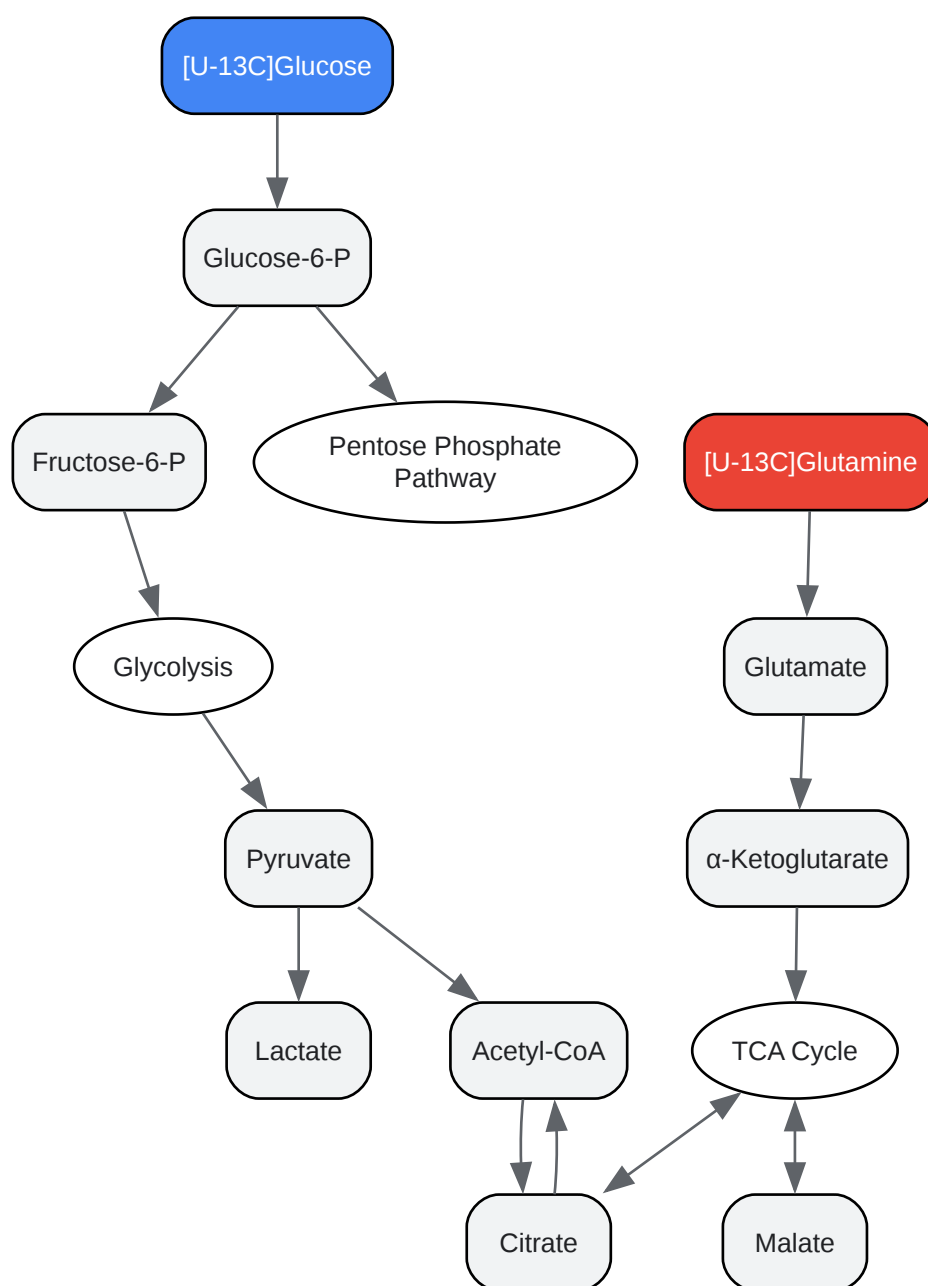 [U-13C]Glucose
Glucose-6-P
Fructose-6-P
Pentose Phosphate
Pathway
[U-13C]Glutamine
Glycolysis
Glutamate
Pyruvate
α-Ketoglutarate
Lactate
Acetyl-CoA
TCA Cycle
Citrate
Malate